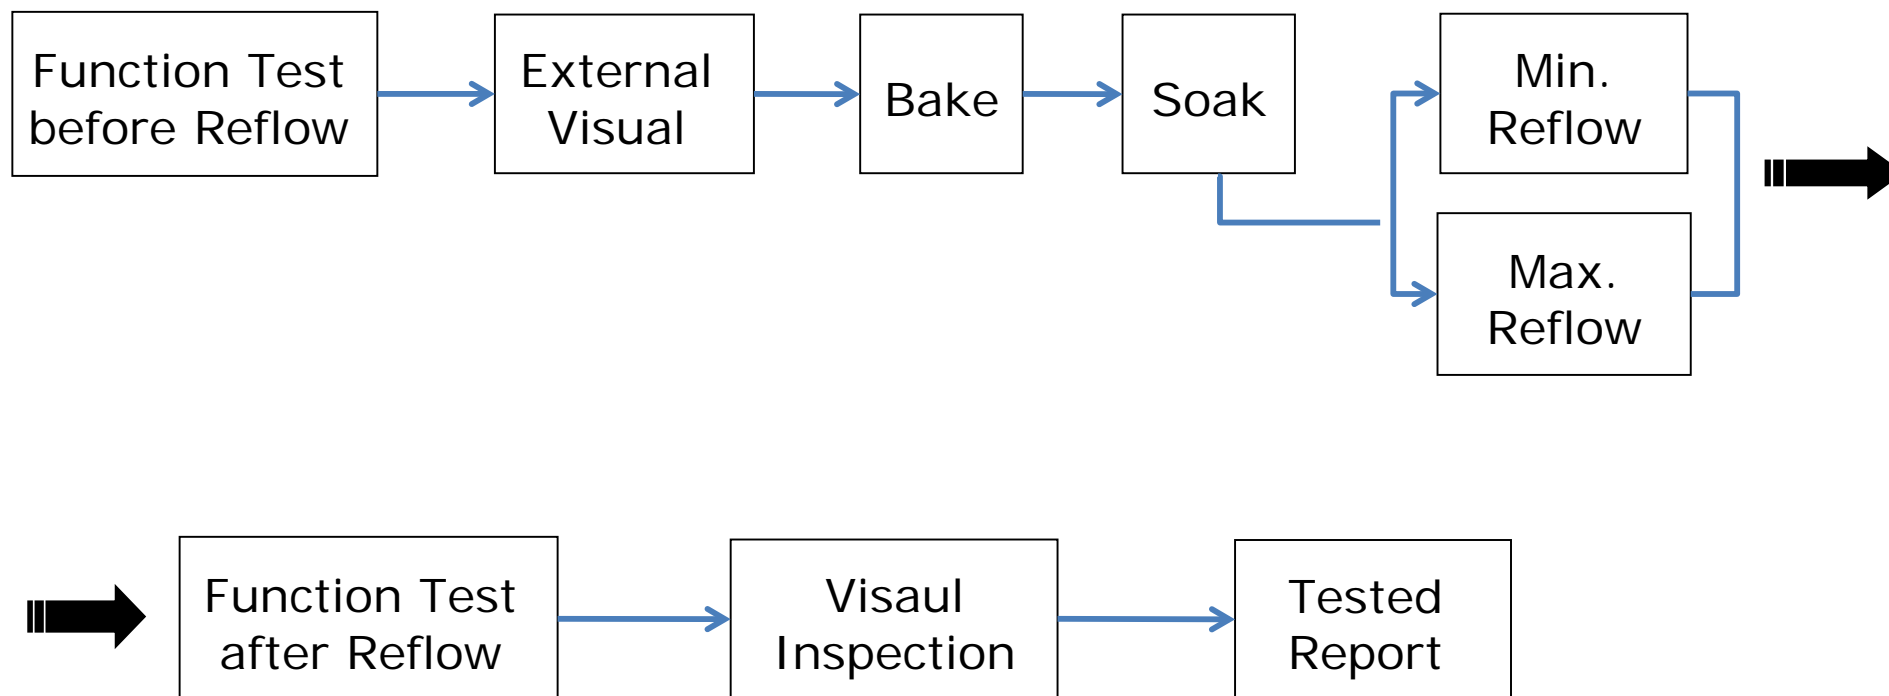 Function Test
before Reflow
External
Visual
Bake
Soak
Min.
Reflow
Max.
Reflow
Function Test
after Reflow
Visaul
Inspection
Tested
Report